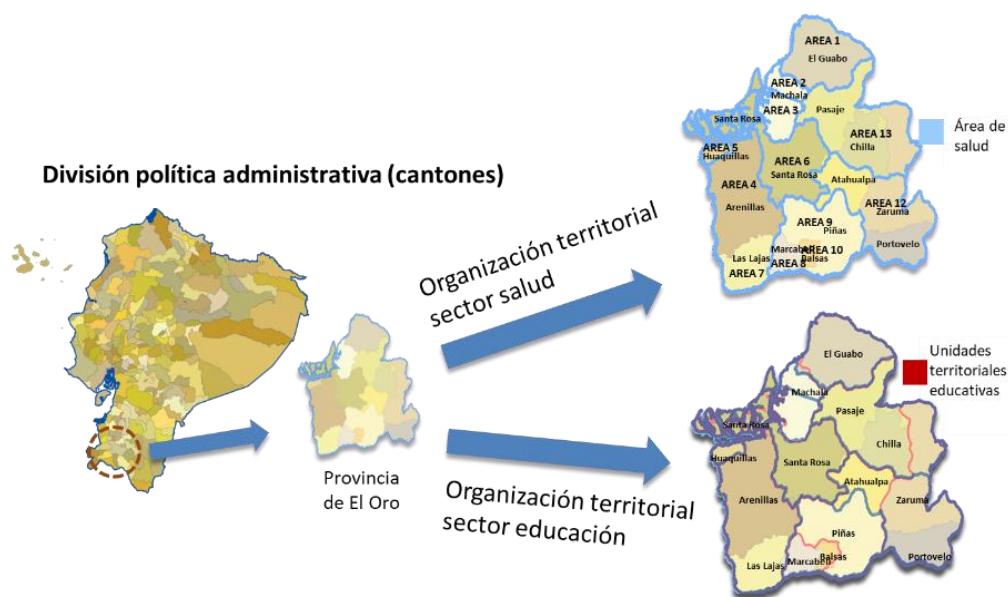 División política administrativa (cantones)
Provincia
de El Oro
Organización territorial
sector salud
Organización territorial
sector educación
AREA 1
El Guabo
AREA 2
Machala
AREA 3
Pasaje
Santa Rosa
AREA 13
Chilla
AREA 5
Huaquillas
AREA 6
Santa Rosa
Atahualpa
AREA 4
Arenillas
AREA 12
Zaruma
AREA 9
Piñas
Portovelo
Marcabelí
AREA 10
Balsas
Las Lajas
AREA 8
AREA 7
Área de
salud
El Guabo
Machala
Pasaje
Santa Rosa
Chilla
Huaquillas
Santa Rosa
Atahualpa
Arenillas
Zaruma
Piñas
Balsas
Las Lajas
Marcabelí
Portovelo
Unidades
territoriales
educativas